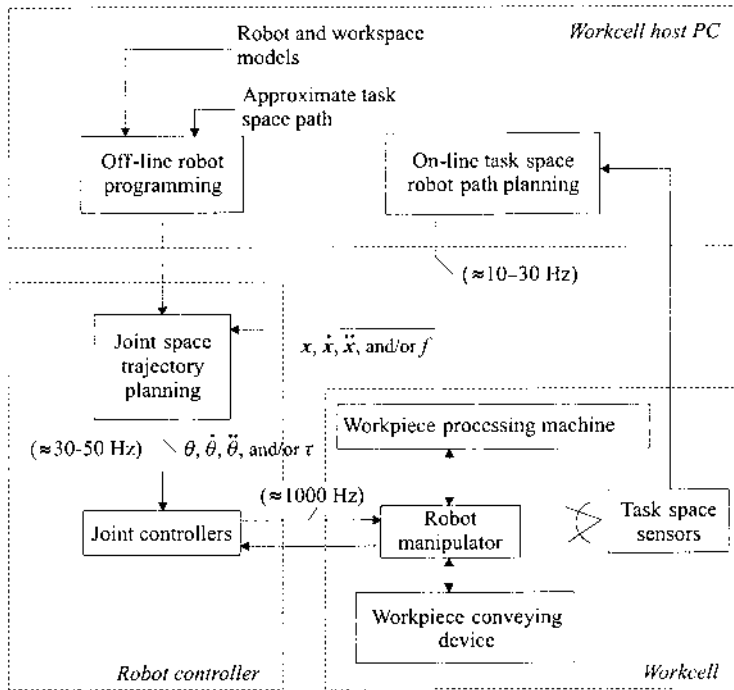 Robot and workspace
models
Workcell host PC
Approximate task
space path
Off-line robot
programming
On-line task space
robot path planning
(≈10–30 Hz)
Joint space
trajectory
planning
x, ẋ, ẍ, and/or f
Workpiece processing machine
(≈30-50 Hz)
θ, θ̇, θ̈, and/or τ
(≈1000 Hz)
Joint controllers
Robot
manipulator
Task space
sensors
Workpiece conveying
device
Robot controller
Workcell